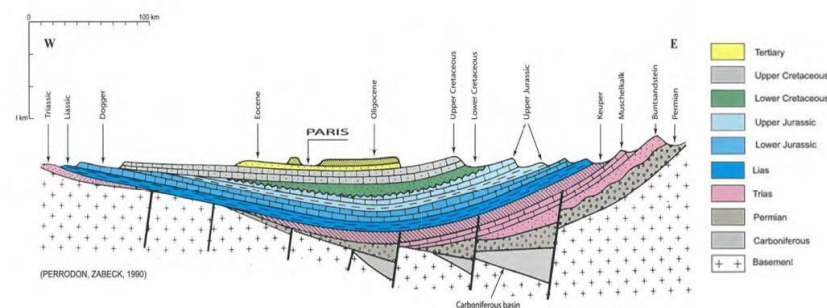 100 km
W
E
I km
Triassic
Liassic
Dogger
Eocene
PARIS
Oligocene
Upper Cretaceous
Lower Cretaceous
Upper Jurassic
Keuper
Muschelkalk
Buntsandstein
Permian
Tertiary
Upper Cretaceous
Lower Cretaceous
Upper Jurassic
Lower Jurassic
Lias
Trias
Permian
Carboniferous
Basement
(PERRODON, ZABECK, 1990)
Carboniferous basin